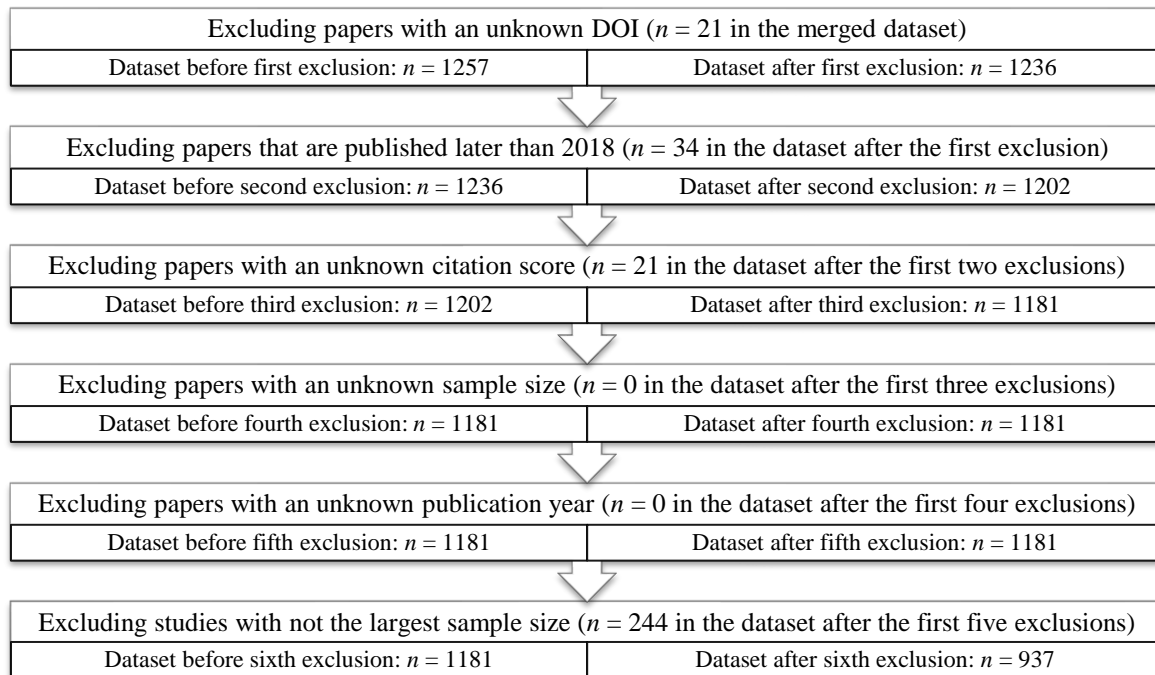 Excluding papers with an unknown DOI (n = 21 in the merged dataset)
Dataset before first exclusion: n = 1257
Dataset after first exclusion: n = 1236
Excluding papers that are published later than 2018 (n = 34 in the dataset after the first exclusion)
Dataset before second exclusion: n = 1236
Dataset after second exclusion: n = 1202
Excluding papers with an unknown citation score (n = 21 in the dataset after the first two exclusions)
Dataset before third exclusion: n = 1202
Dataset after third exclusion: n = 1181
Excluding papers with an unknown sample size (n = 0 in the dataset after the first three exclusions)
Dataset before fourth exclusion: n = 1181
Dataset after fourth exclusion: n = 1181
Excluding papers with an unknown publication year (n = 0 in the dataset after the first four exclusions)
Dataset before fifth exclusion: n = 1181
Dataset after fifth exclusion: n = 1181
Excluding studies with not the largest sample size (n = 244 in the dataset after the first five exclusions)
Dataset before sixth exclusion: n = 1181
Dataset after sixth exclusion: n = 937